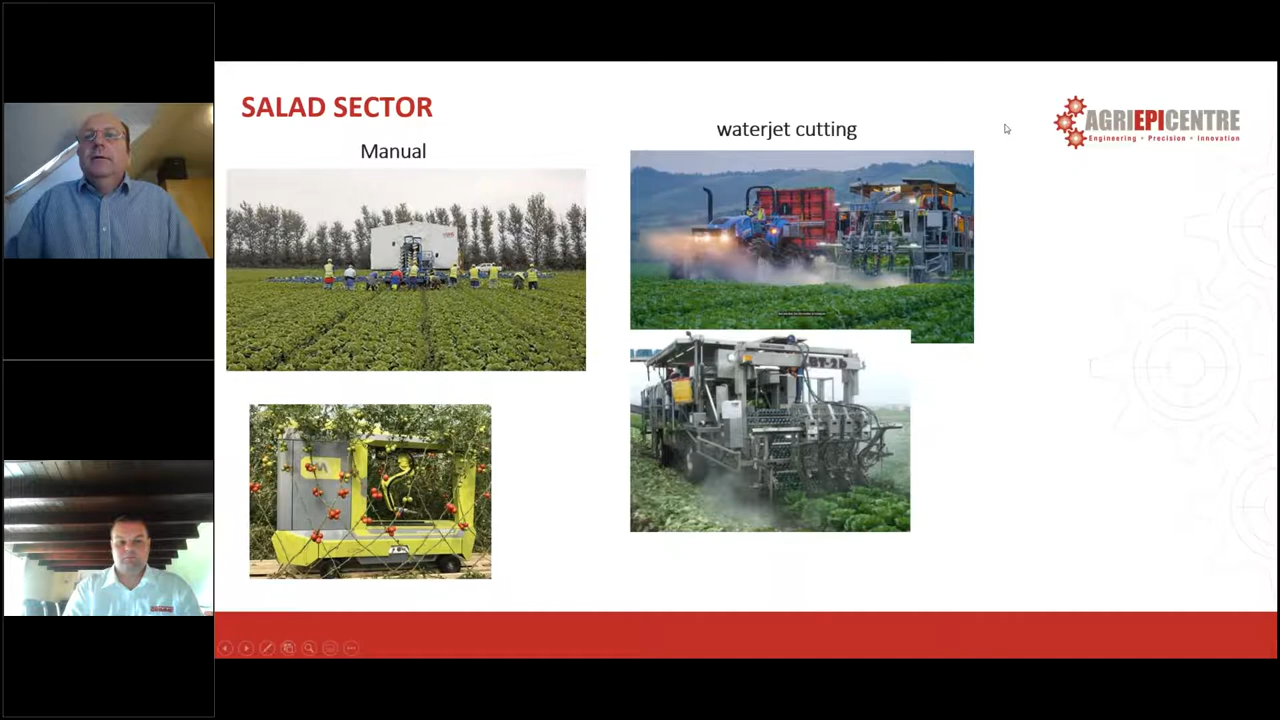 SALAD SECTOR
Manual
waterjet cutting
AGRIEPICENTRE
Engineering • Precision • Innovation